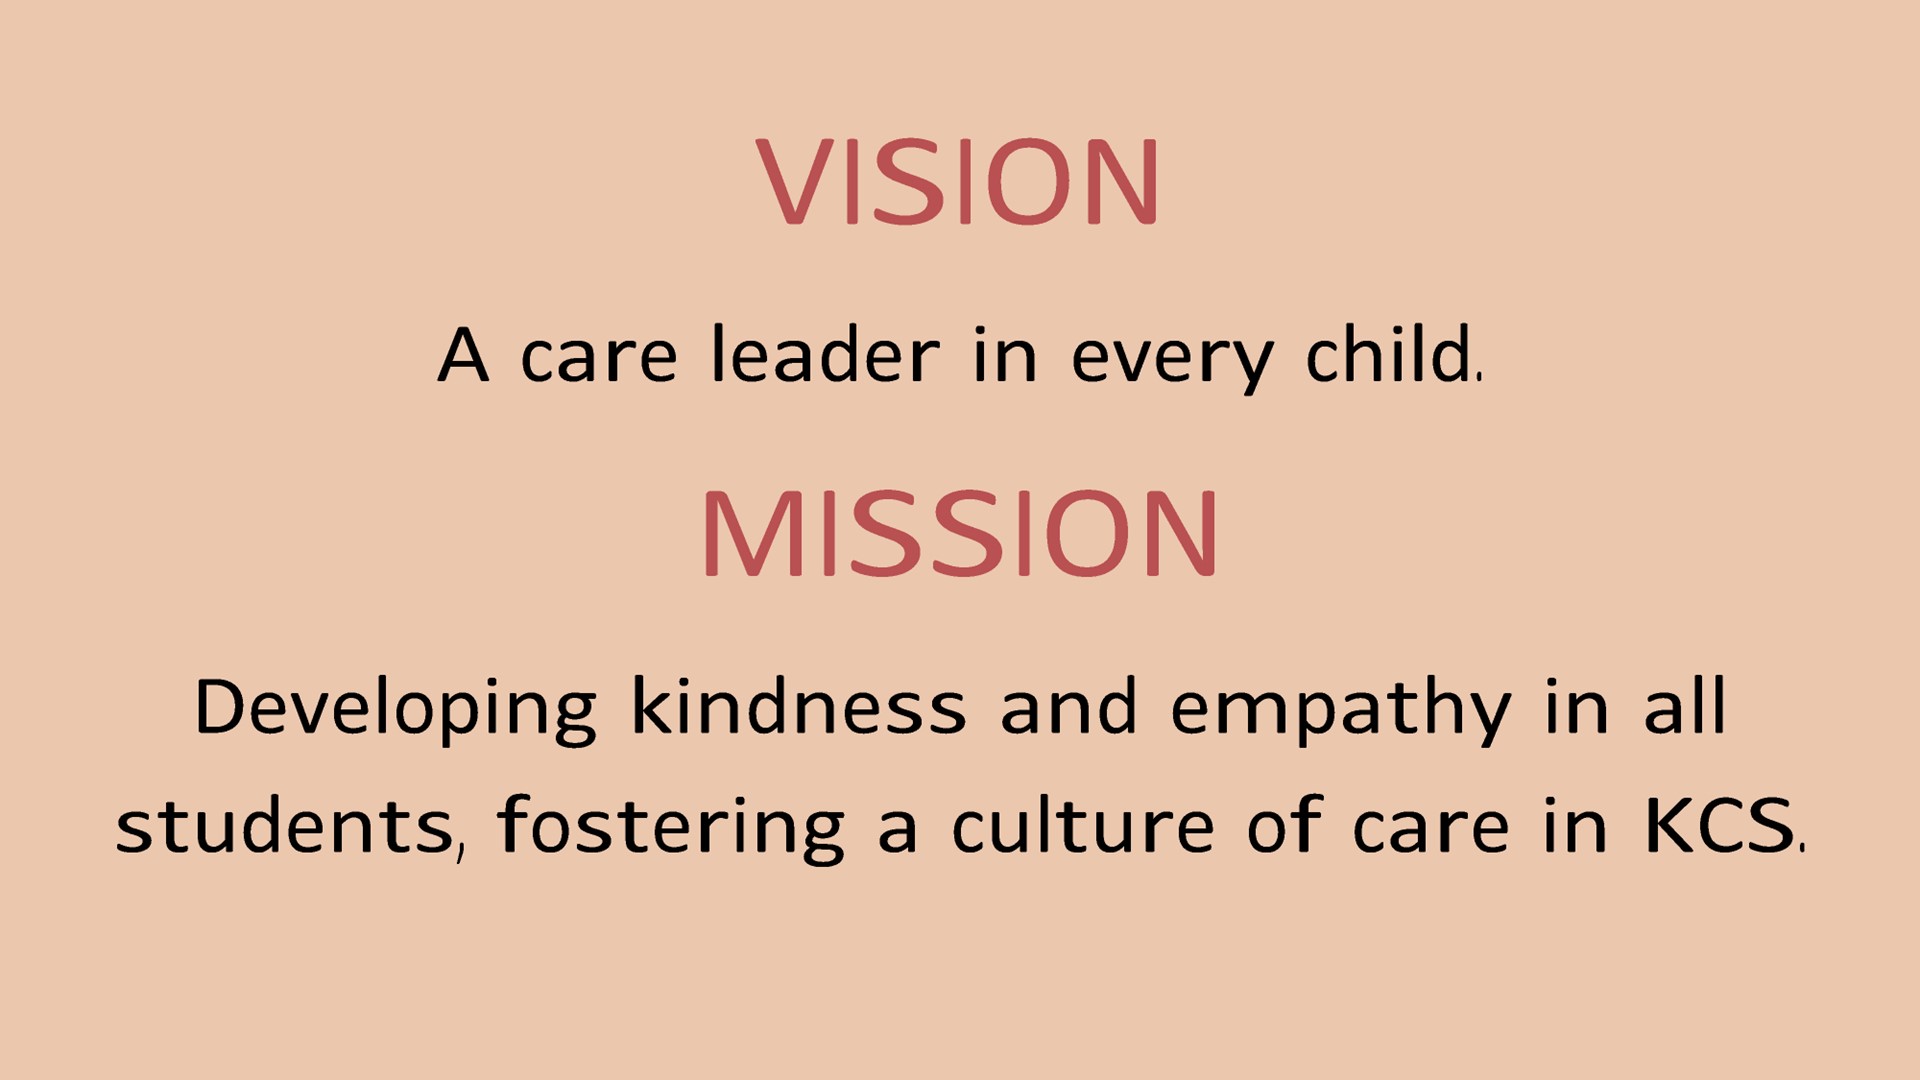 VISION
A care leader in every child.
MISSION
Developing kindness and empathy in all
students, fostering a culture of care in KCS.